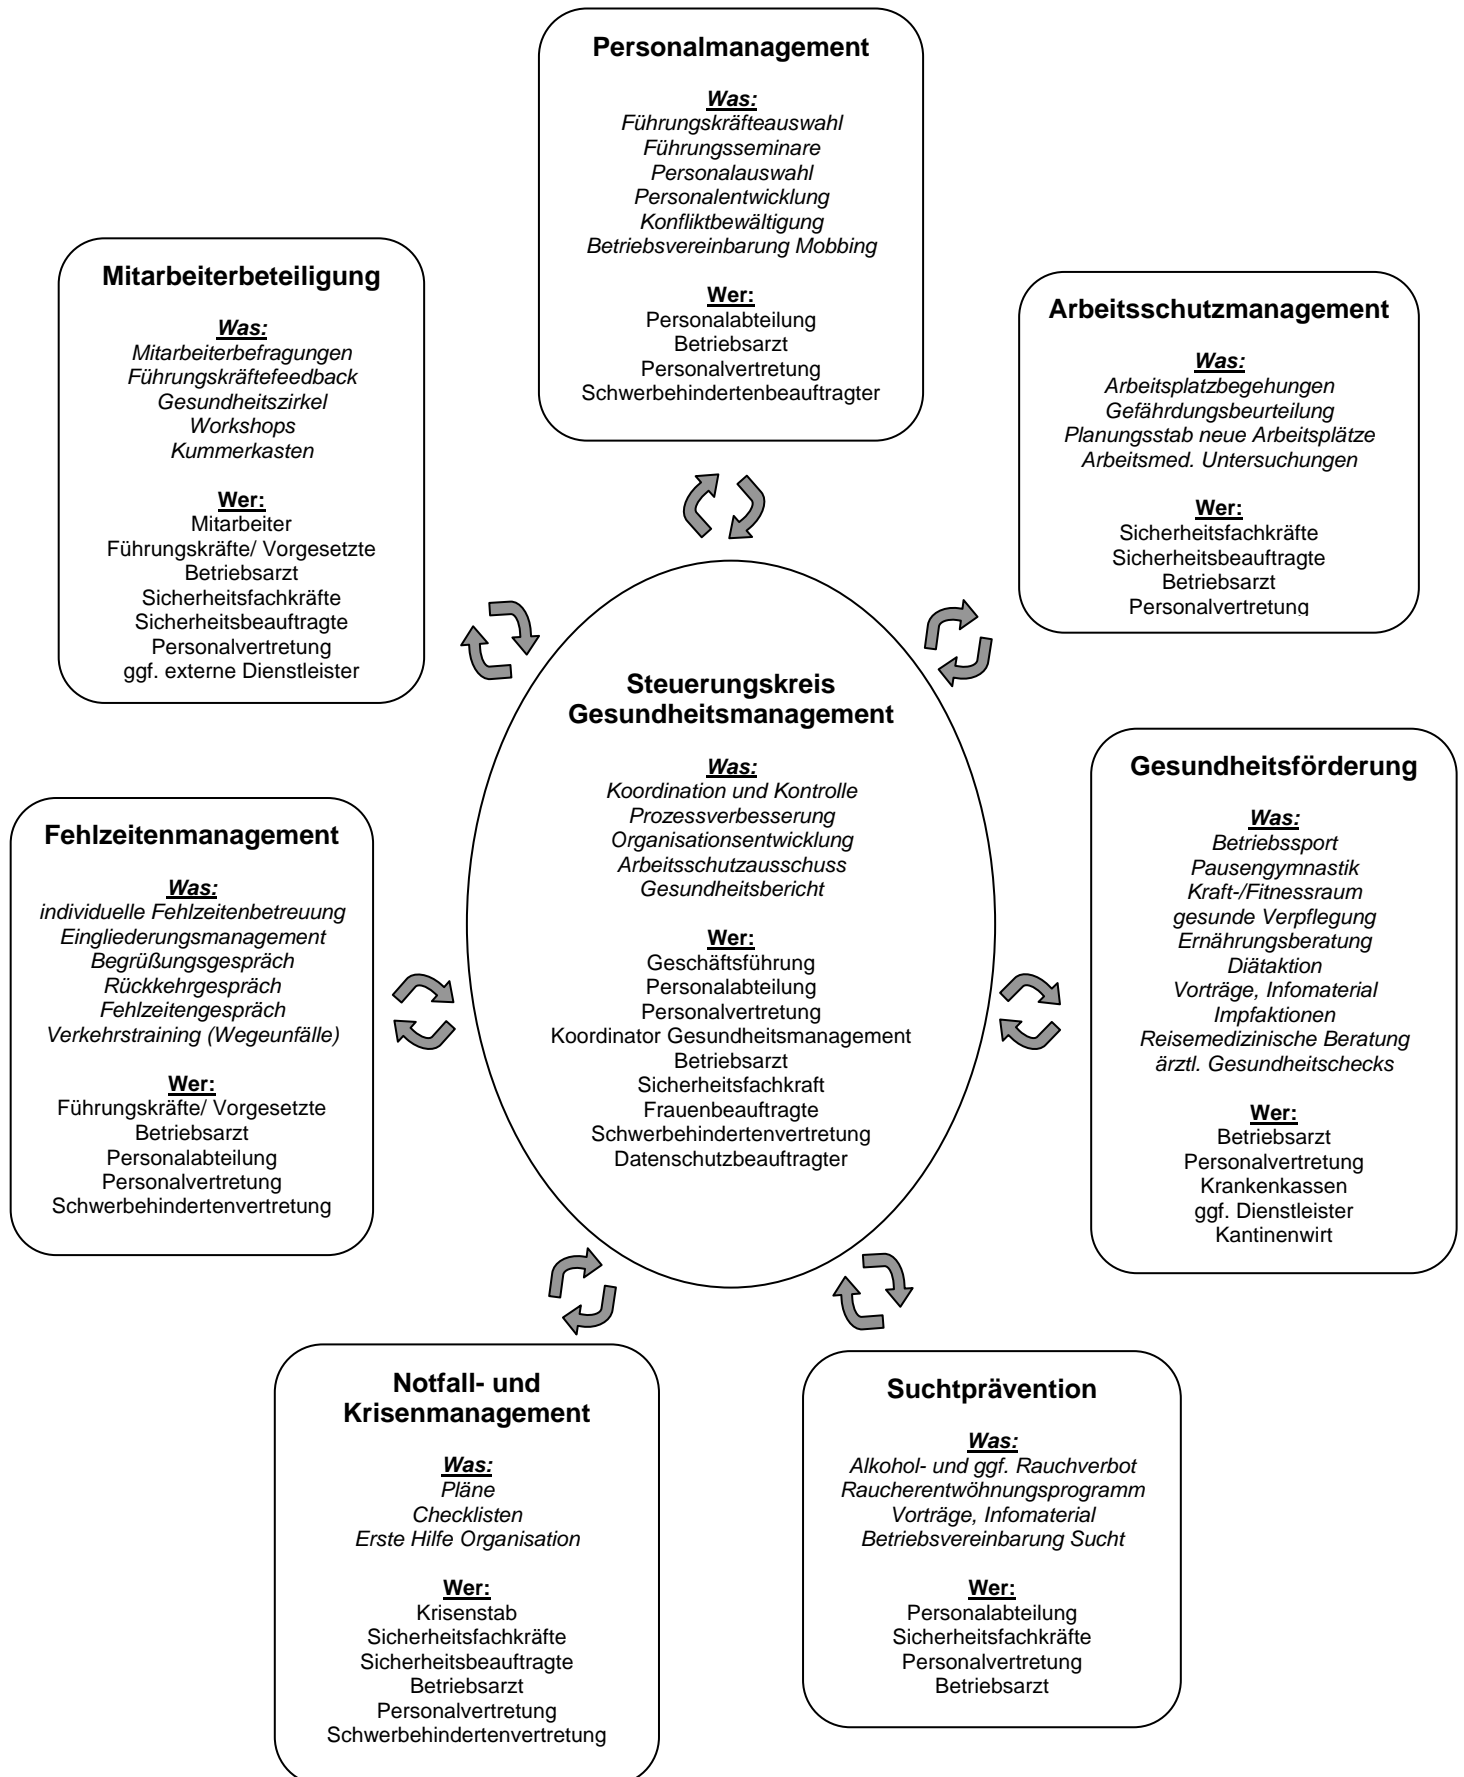 Personalmanagement
Was:
Führungskräfteauswahl
Führungsseminare
Personalauswahl
Personalentwicklung
Konfliktbewältigung
Betriebsvereinbarung Mobbing
Wer:
Personalabteilung
Betriebsarzt
Personalvertretung
Schwerbehindertenbeauftragter
Mitarbeiterbeteiligung
Was:
Mitarbeiterbefragungen
Führungskräftefeedback
Gesundheitszirkel
Workshops
Kummerkasten
Wer:
Mitarbeiter
Führungskräfte/ Vorgesetzte
Betriebsarzt
Sicherheitsfachkräfte
Sicherheitsbeauftragte
Personalvertretung
ggf. externe Dienstleister
Arbeitsschutzmanagement
Was:
Arbeitsplatzbegehungen
Gefährdungsbeurteilung
Planungsstab neue Arbeitsplätze
Arbeitsmed. Untersuchungen
Wer:
Sicherheitsfachkräfte
Sicherheitsbeauftragte
Betriebsarzt
Personalvertretung
Steuerungskreis
Gesundheitsmanagement
Was:
Koordination und Kontrolle
Prozessverbesserung
Organisationsentwicklung
Arbeitsschutzausschuss
Gesundheitsbericht
Wer:
Geschäftsführung
Personalabteilung
Personalvertretung
Koordinator Gesundheitsmanagement
Betriebsarzt
Sicherheitsfachkraft
Frauenbeauftragte
Schwerbehindertenvertretung
Datenschutzbeauftragter
Gesundheitsförderung
Was:
Betriebssport
Pausengymnastik
Kraft-/Fitnessraum
gesunde Verpflegung
Ernährungsberatung
Diätaktion
Vorträge, Infomaterial
Impfaktionen
Reisemedizinische Beratung
ärztl. Gesundheitschecks
Wer:
Betriebsarzt
Personalvertretung
Krankenkassen
ggf. Dienstleister
Kantinenwirt
Fehlzeitenmanagement
Was:
individuelle Fehlzeitenbetreuung
Eingliederungsmanagement
Begrüßungsgespräch
Rückkehrgespräch
Fehlzeitengespräch
Verkehrstraining (Wegeunfälle)
Wer:
Führungskräfte/ Vorgesetzte
Betriebsarzt
Personalabteilung
Personalvertretung
Schwerbehindertenvertretung
Notfall- und
Krisenmanagement
Was:
Pläne
Checklisten
Erste Hilfe Organisation
Wer:
Krisenstab
Sicherheitsfachkräfte
Sicherheitsbeauftragte
Betriebsarzt
Personalvertretung
Schwerbehindertenvertretung
Suchtprävention
Was:
Alkohol- und ggf. Rauchverbot
Raucherentwöhnungsprogramm
Vorträge, Infomaterial
Betriebsvereinbarung Sucht
Wer:
Personalabteilung
Sicherheitsfachkräfte
Personalvertretung
Betriebsarzt